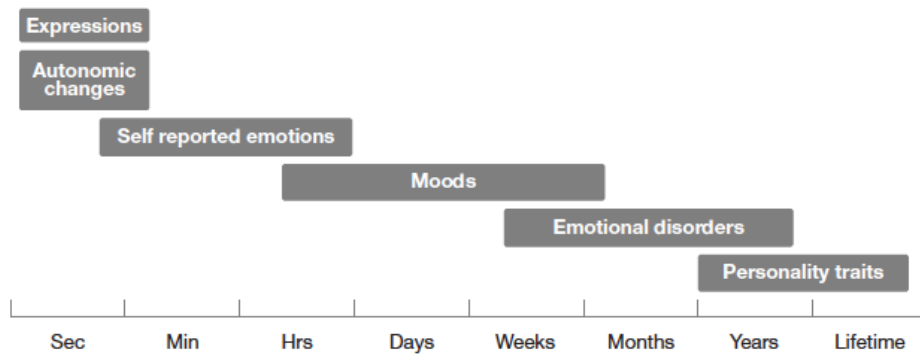 Expressions
Autonomic
changes
Self reported emotions
Moods
Emotional disorders
Personality traits
Sec Min Hrs Days Weeks Months Years Lifetime